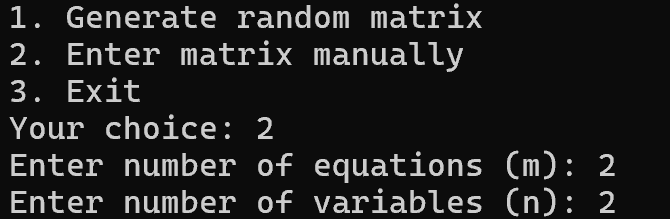 1. Generate random matrix
2. Enter matrix manually
3. Exit
Your choice: 2
Enter number of equations (m): 2
Enter number of variables (n): 2